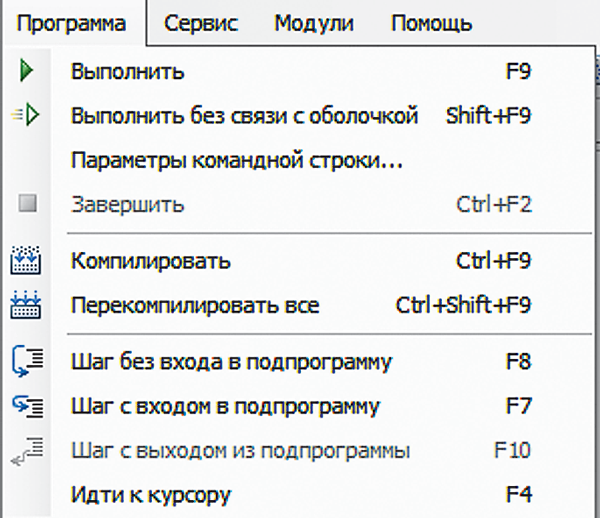 Программа Сервис Модули Помощь
Выполнить F9
Выполнить без связи с оболочкой Shift+F9
Параметры командной строки...
Завершить Ctrl+F2
Компилировать Ctrl+F9
Перекомпилировать все Ctrl+Shift+F9
Шаг без входа в подпрограмму F8
Шаг с входом в подпрограмму F7
Шаг с выходом из подпрограммы F10
Идти к курсору F4